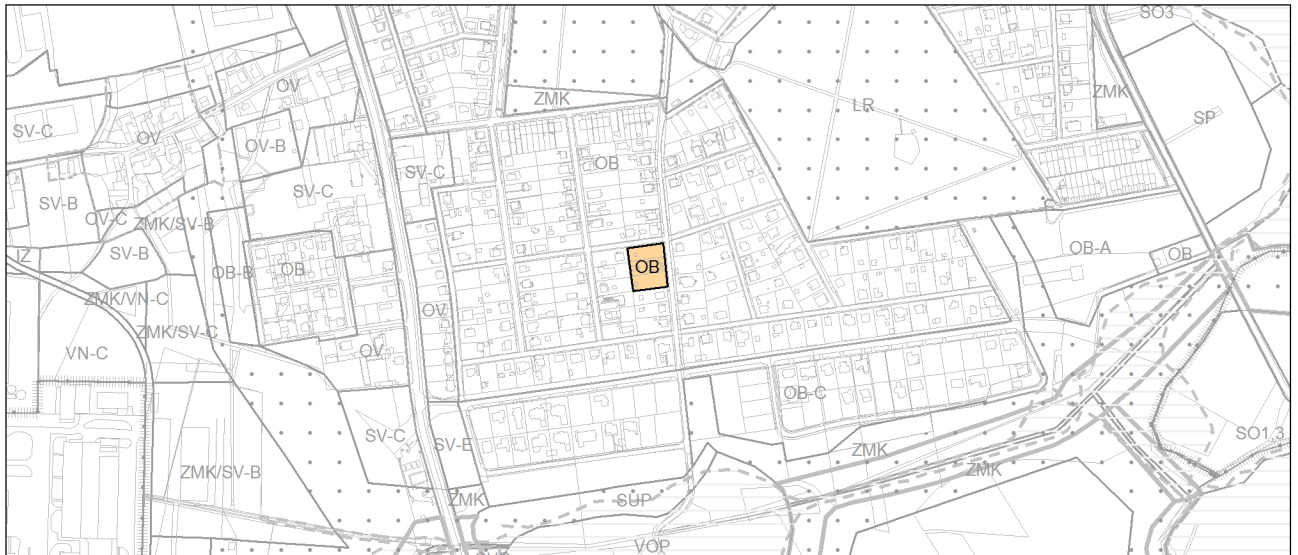 SO3
OV
ZMK
ZMK
LR
SP
SV-C
OV
OV-B
OB
SV-C
SV-C
SV-B
OV-C
ZMK/SV-B
SV-B
IZ
OB-B
OB
OB
OB-A
OB
ZMK/VN-C
OV
ZMK/SV-C
VN-C
OV
OB-C
SV-C
SV-E
SO1,3
ZMK
ZMK/SV-B
ZMK
ZMK
SUP
VOP